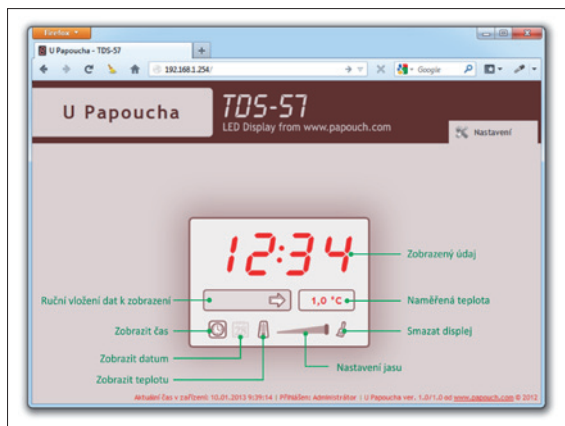 Firefox
U Papoucha - TDS-57
192.168.1.254/
Google
U Papoucha
TDS-57
LED Display from www.papouch.com
Nastavení
12:34
Zobrazený údaj
Ruční vložení dat k zobrazení
1,0 °C
Naměřená teplota
Zobrazit čas
Smazat displej
Zobrazit datum
Nastavení jasu
Zobrazit teplotu
Aktuální čas v zařízení: 10.01.2013 9:39:14 | Přihlášen: Administrátor | U Papoucha ver. 1.0/1.0 od www.papouch.com © 2012